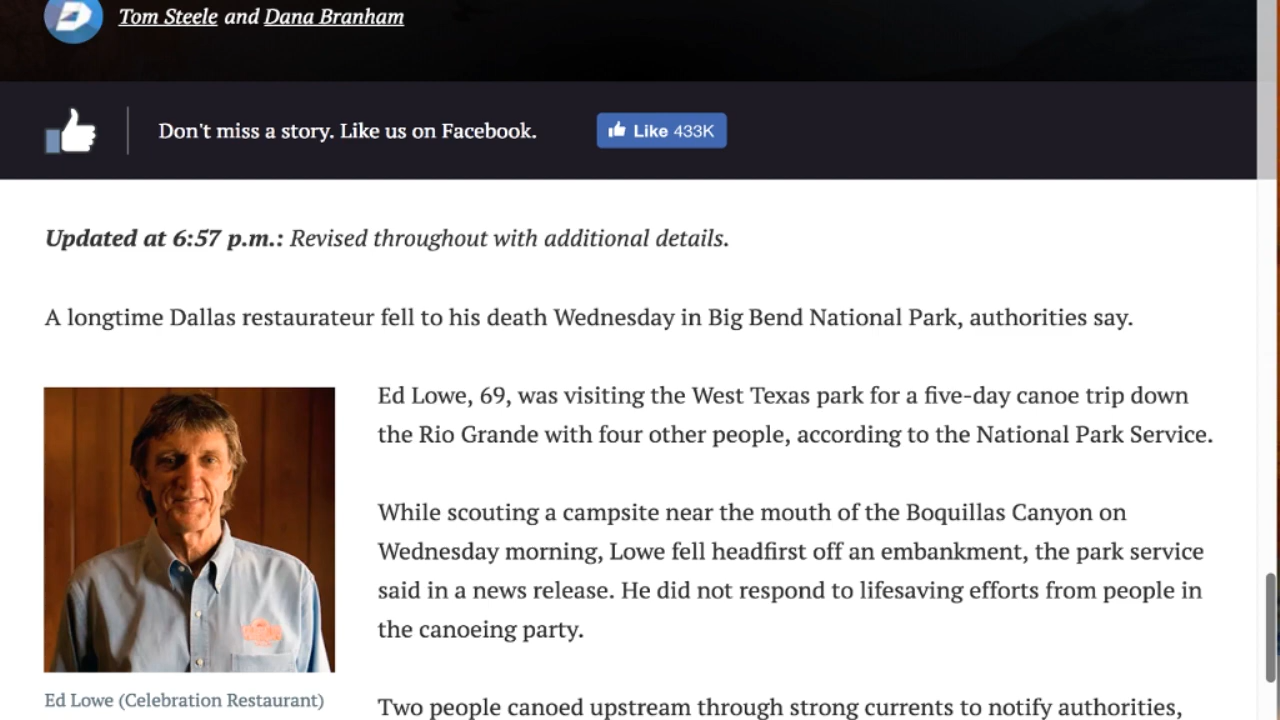 Tom Steele and Dana Branham
Don't miss a story. Like us on Facebook.
Like 433K
Updated at 6:57 p.m.: Revised throughout with additional details.
A longtime Dallas restaurateur fell to his death Wednesday in Big Bend National Park, authorities say.
Ed Lowe, 69, was visiting the West Texas park for a five-day canoe trip down
the Rio Grande with four other people, according to the National Park Service.
While scouting a campsite near the mouth of the Boquillas Canyon on
Wednesday morning, Lowe fell headfirst off an embankment, the park service
said in a news release. He did not respond to lifesaving efforts from people in
the canoeing party.
Ed Lowe (Celebration Restaurant)
Two people canoed upstream through strong currents to notify authorities,